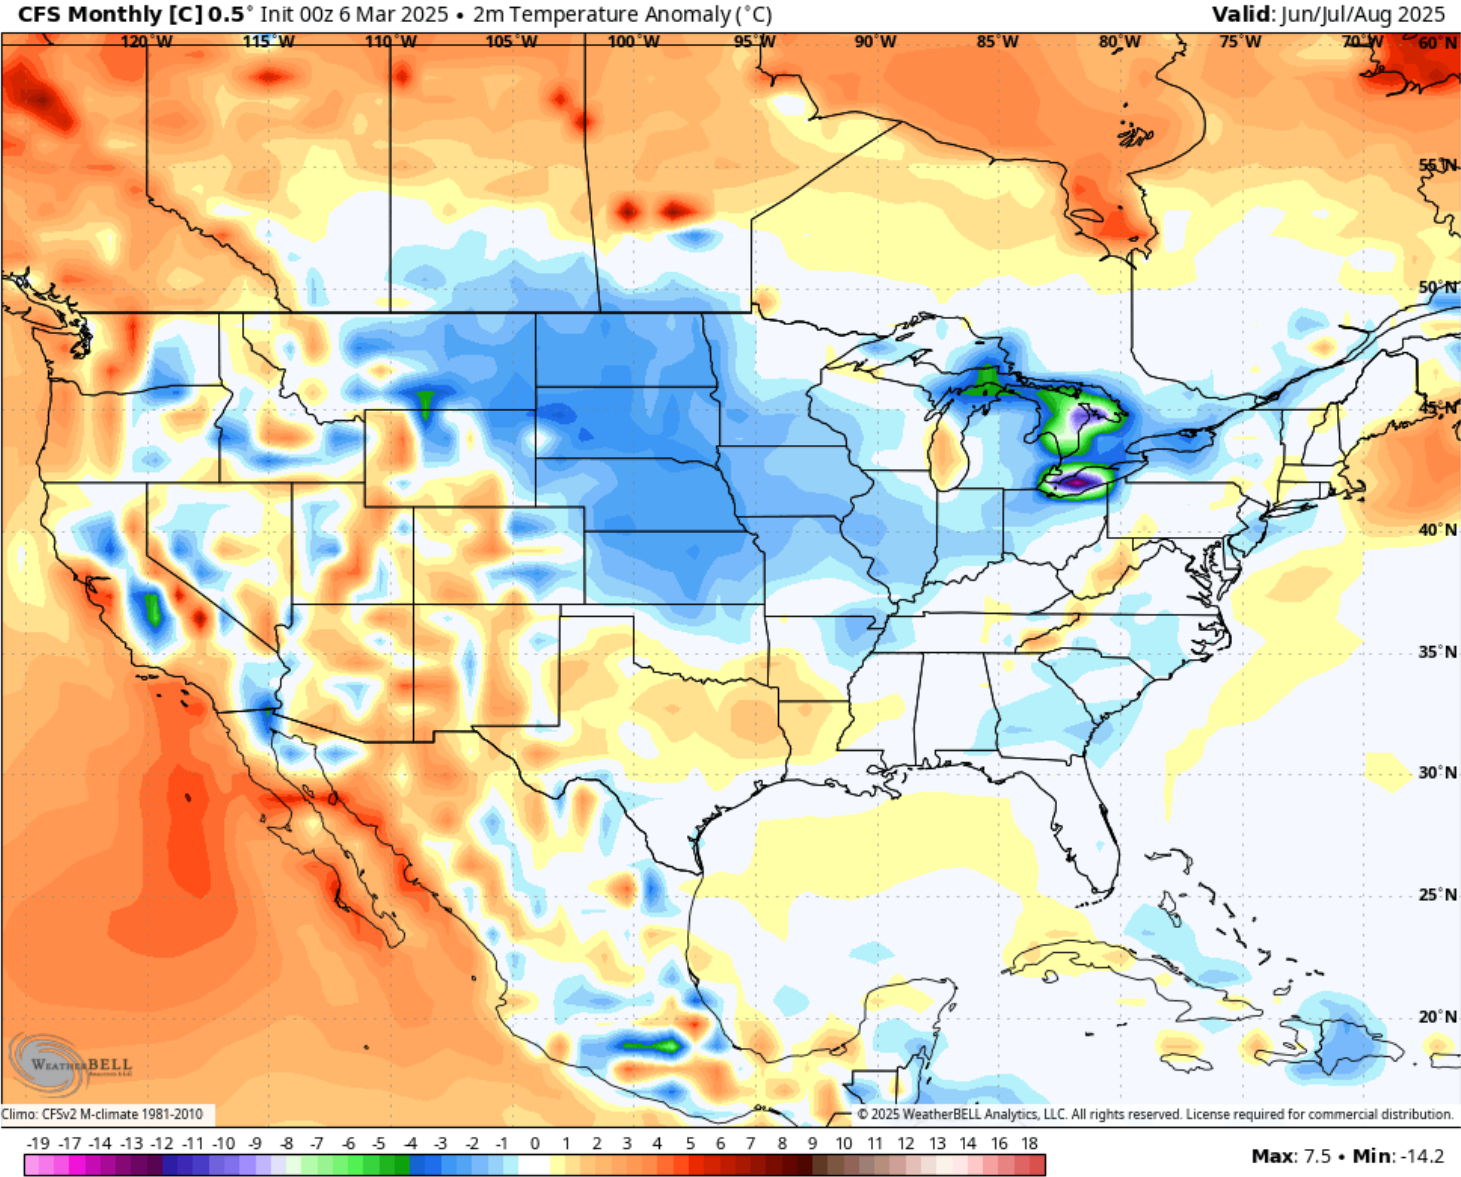 CFS Monthly [C] 0.5° Init 00z 6 Mar 2025 • 2m Temperature Anomaly (°C)
Valid: Jun/Jul/Aug 2025
120°W 115°W 110°W 105°W 100°W 95°W 90°W 85°W 80°W 75°W 70°W 60°N
55°N
50°N
45°N
40°N
35°N
30°N
25°N
20°N
WEATHERBELL
Climo: CFSv2 M-climate 1981-2010
© 2025 WeatherBELL Analytics, LLC. All rights reserved. License required for commercial distribution.
-19 -17 -14 -13 -12 -11 -10 -9 -8 -7 -6 -5 -4 -3 -2 -1 0 1 2 3 4 5 6 7 8 9 10 11 12 13 14 16 18
Max: 7.5 • Min: -14.2